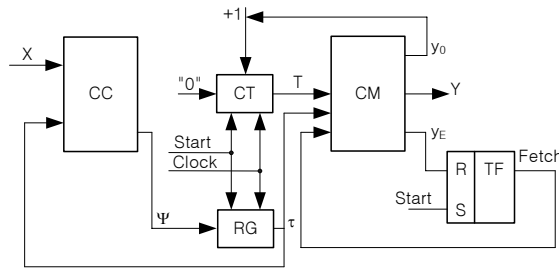 +1
X
y0
CC
"0"
CT
T
CM
Y
Start
Clock
yE
Fetch
R
TF
Start
S
Ψ
RG
τ